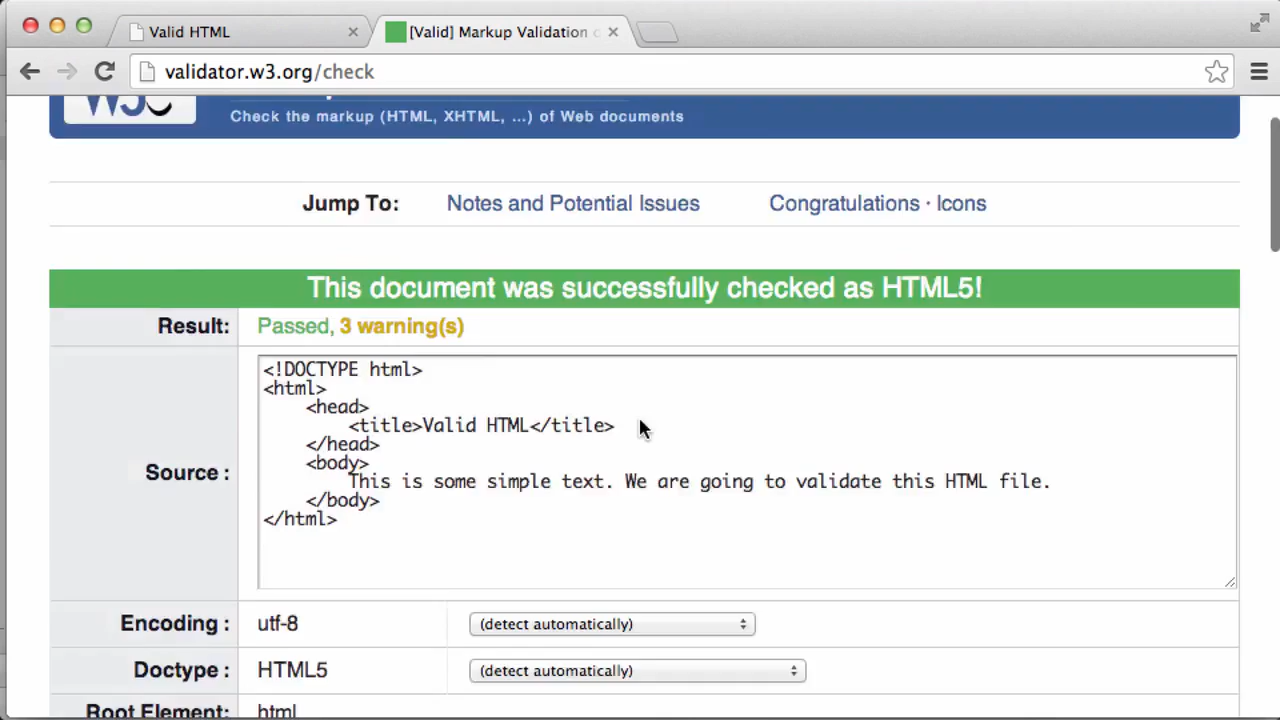 Valid HTML
[Valid] Markup Validation
validator.w3.org/check
W3C
Check the markup (HTML, XHTML, ...) of Web documents
Jump To: Notes and Potential Issues Congratulations · Icons
This document was successfully checked as HTML5!
Result: Passed, 3 warning(s)
Source :
<!DOCTYPE html>
<html>
<head>
<title>Valid HTML</title>
</head>
<body>
This is some simple text. We are going to validate this HTML file.
</body>
</html>
Encoding : utf-8 (detect automatically)
Doctype : HTML5 (detect automatically)
Root Element: html